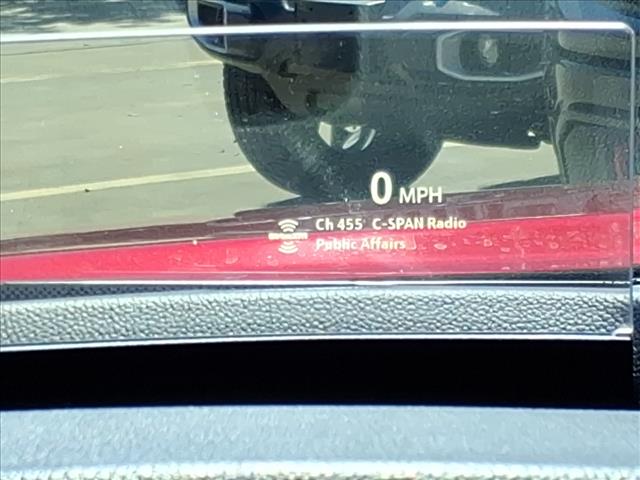 0 MPH
Ch 455 C-SPAN Radio
Public Affairs